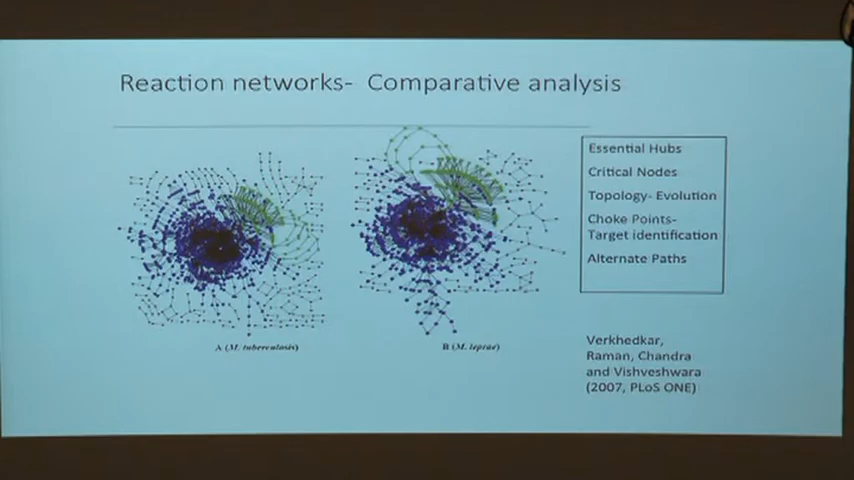 Reaction networks- Comparative analysis
Essential Hubs
Critical Nodes
Topology- Evolution
Choke Points-
Target identification
Alternate Paths
A (M. tuberculosis)
B (M. leprae)
Verkhedkar,
Raman, Chandra
and Vishveshwara
(2007, PLoS ONE)